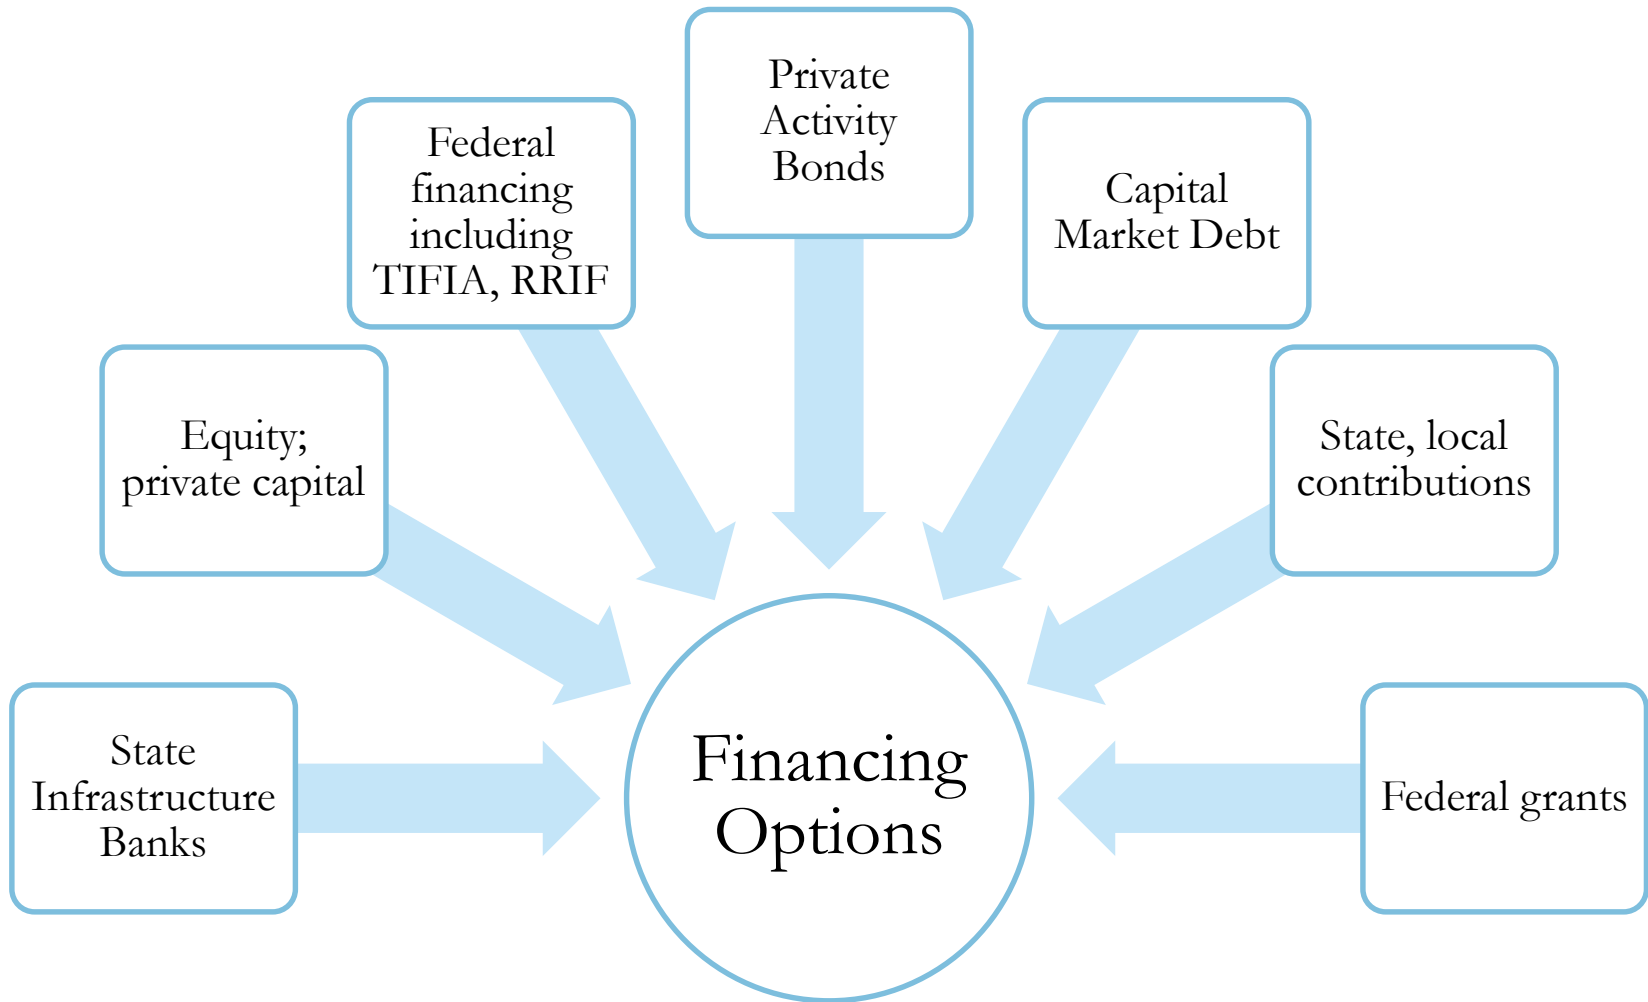 Private
Activity
Bonds
Federal
financing
including
TIFIA, RRIF
Capital
Market Debt
Equity;
private capital
State, local
contributions
State
Infrastructure
Banks
Financing
Options
Federal grants